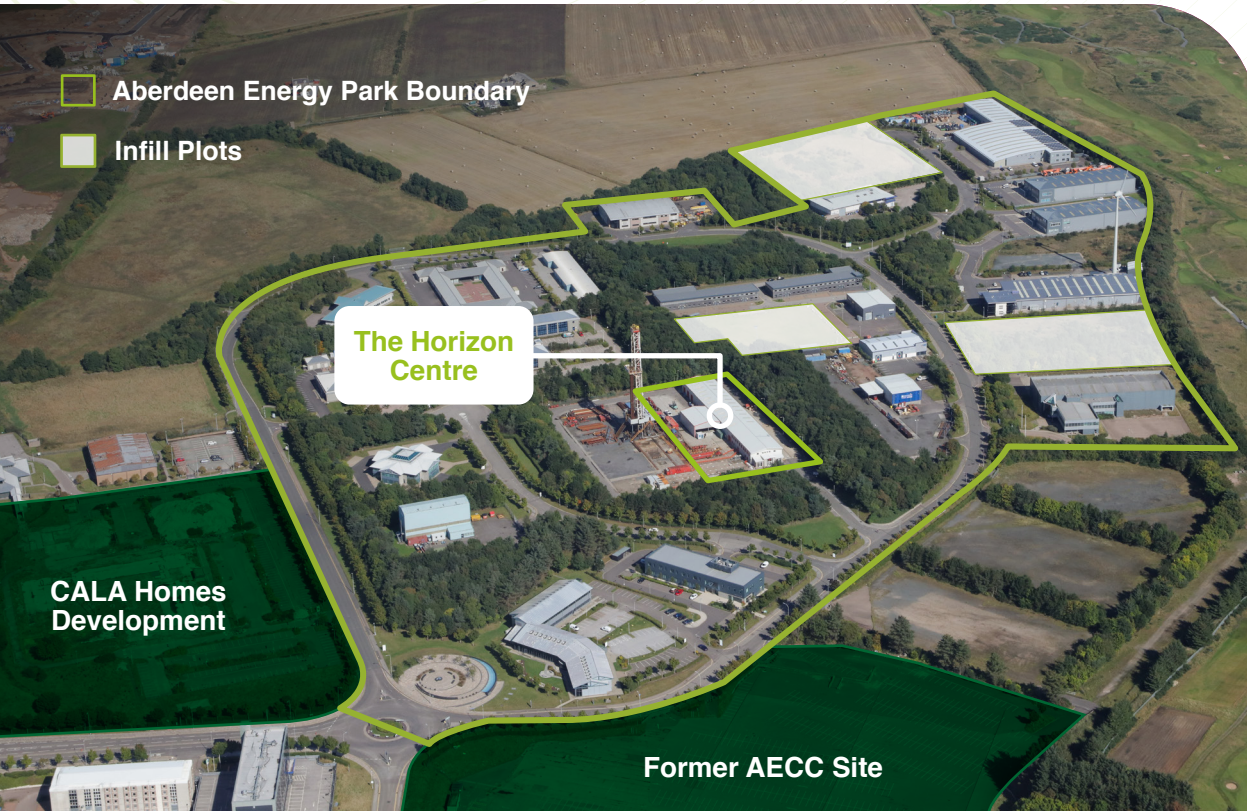 Aberdeen Energy Park Boundary
Infill Plots
The Horizon
Centre
CALA Homes
Development
Former AECC Site